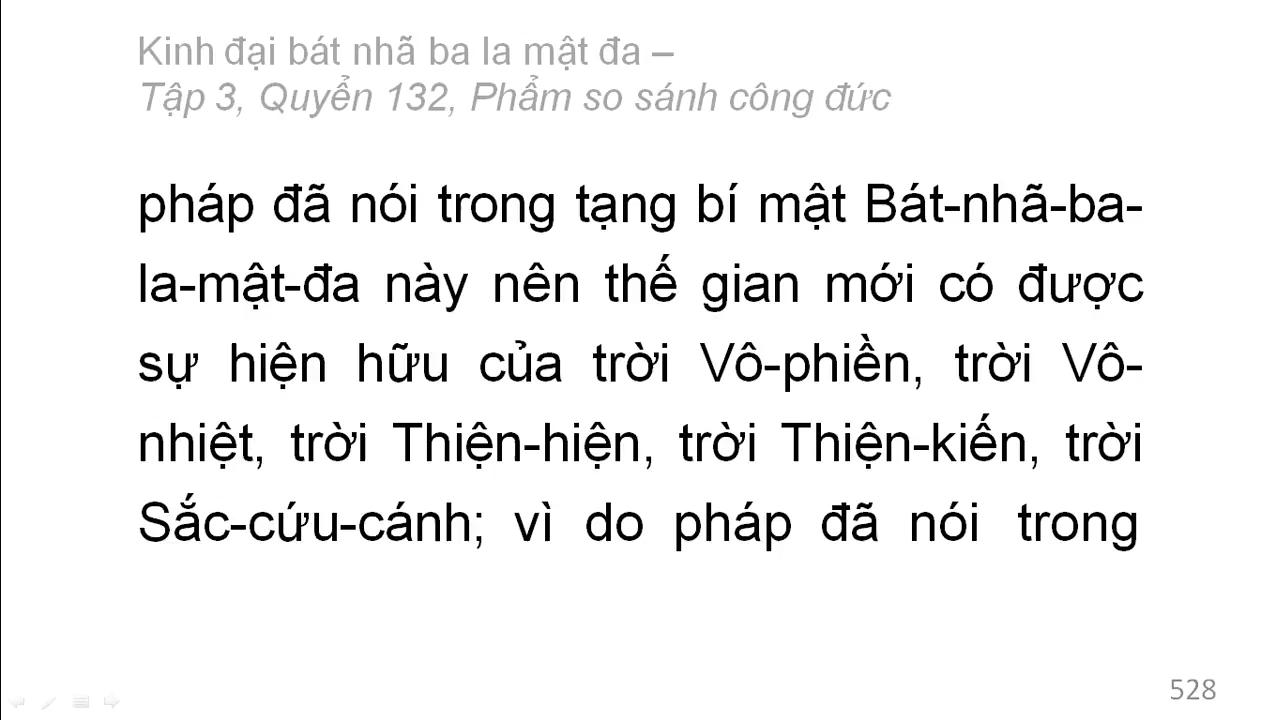 Kinh đại bát nhã ba la mật đa –
Tập 3, Quyển 132, Phẩm so sánh công đức
pháp đã nói trong tạng bí mật Bát-nhã-ba-
la-mật-đa này nên thế gian mới có được
sự hiện hữu của trời Vô-phiền, trời Vô-
nhiệt, trời Thiện-hiện, trời Thiện-kiến, trời
Sắc-cứu-cánh; vì do pháp đã nói trong
528